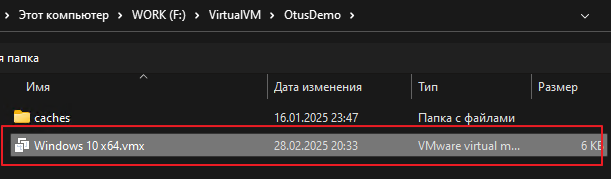 Этот компьютер > WORK (F:) > VirtualVM > OtusDemo >
я папка
Имя Дата изменения Тип Размер
caches 16.01.2025 23:47 Папка с файлами
Windows 10 x64.vmx 28.02.2025 20:33 VMware virtual m... 6 КБ